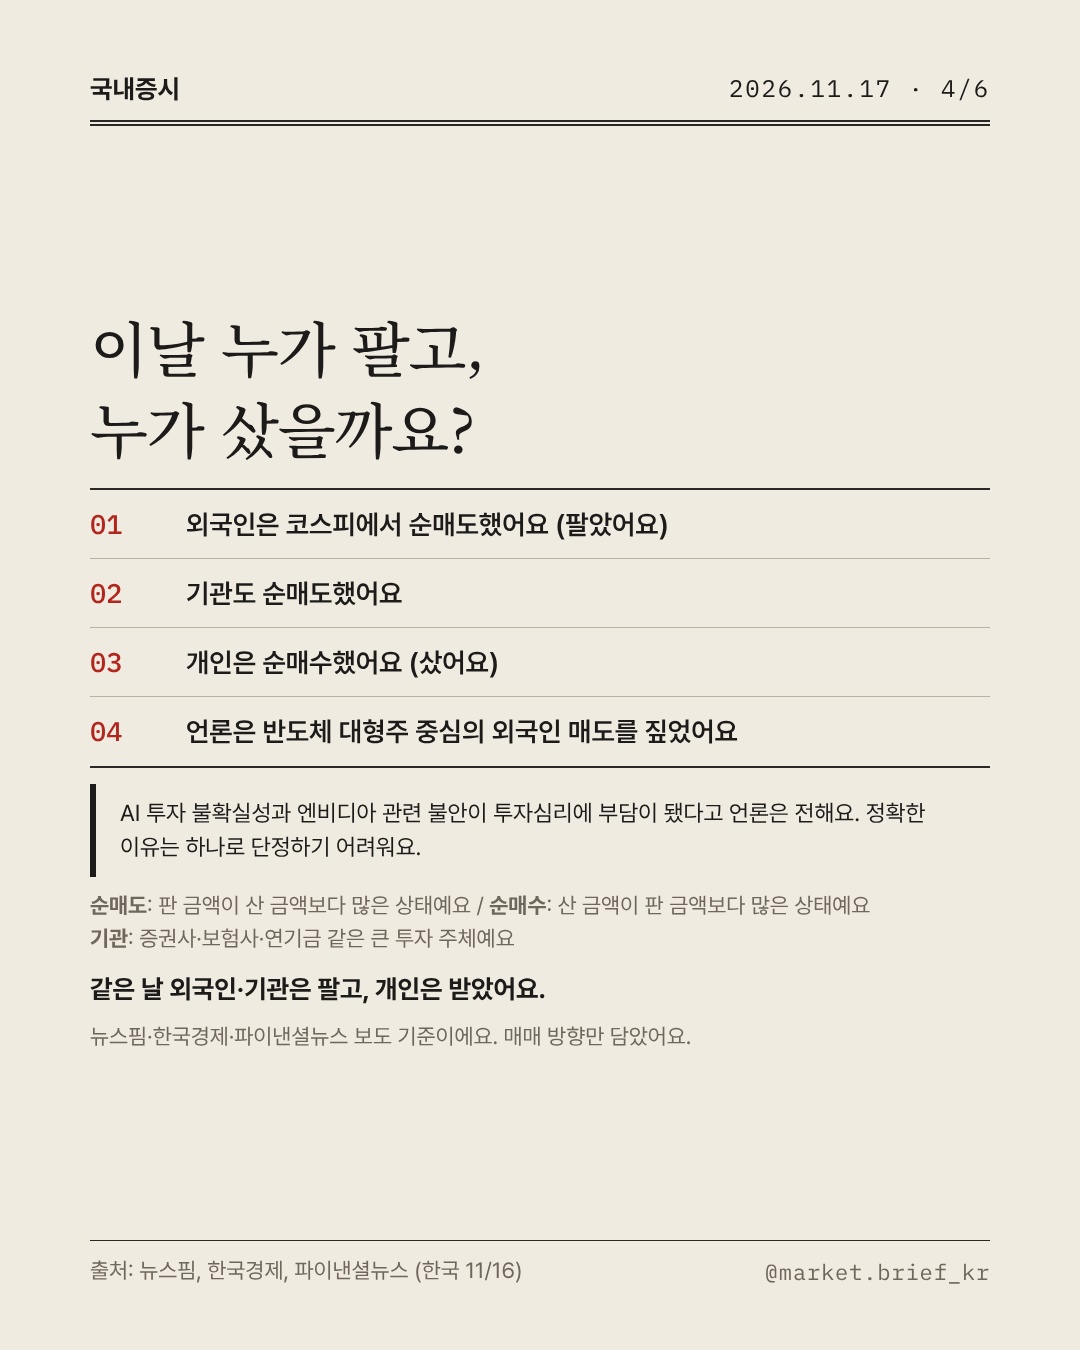 국내증시
2026.11.17 · 4/6
이날 누가 팔고,
누가 샀을까요?
01 외국인은 코스피에서 순매도했어요 (팔았어요)
02 기관도 순매도했어요
03 개인은 순매수했어요 (샀어요)
04 언론은 반도체 대형주 중심의 외국인 매도를 짚었어요
AI 투자 불확실성과 엔비디아 관련 불안이 투자심리에 부담이 됐다고 언론은 전해요. 정확한
이유는 하나로 단정하기 어려워요.
순매도: 판 금액이 산 금액보다 많은 상태예요 / 순매수: 산 금액이 판 금액보다 많은 상태예요
기관: 증권사·보험사·연기금 같은 큰 투자 주체예요
같은 날 외국인·기관은 팔고, 개인은 받았어요.
뉴스핌·한국경제·파이낸셜뉴스 보도 기준이에요. 매매 방향만 담았어요.
출처: 뉴스핌, 한국경제, 파이낸셜뉴스 (한국 11/16)
@market.brief_kr